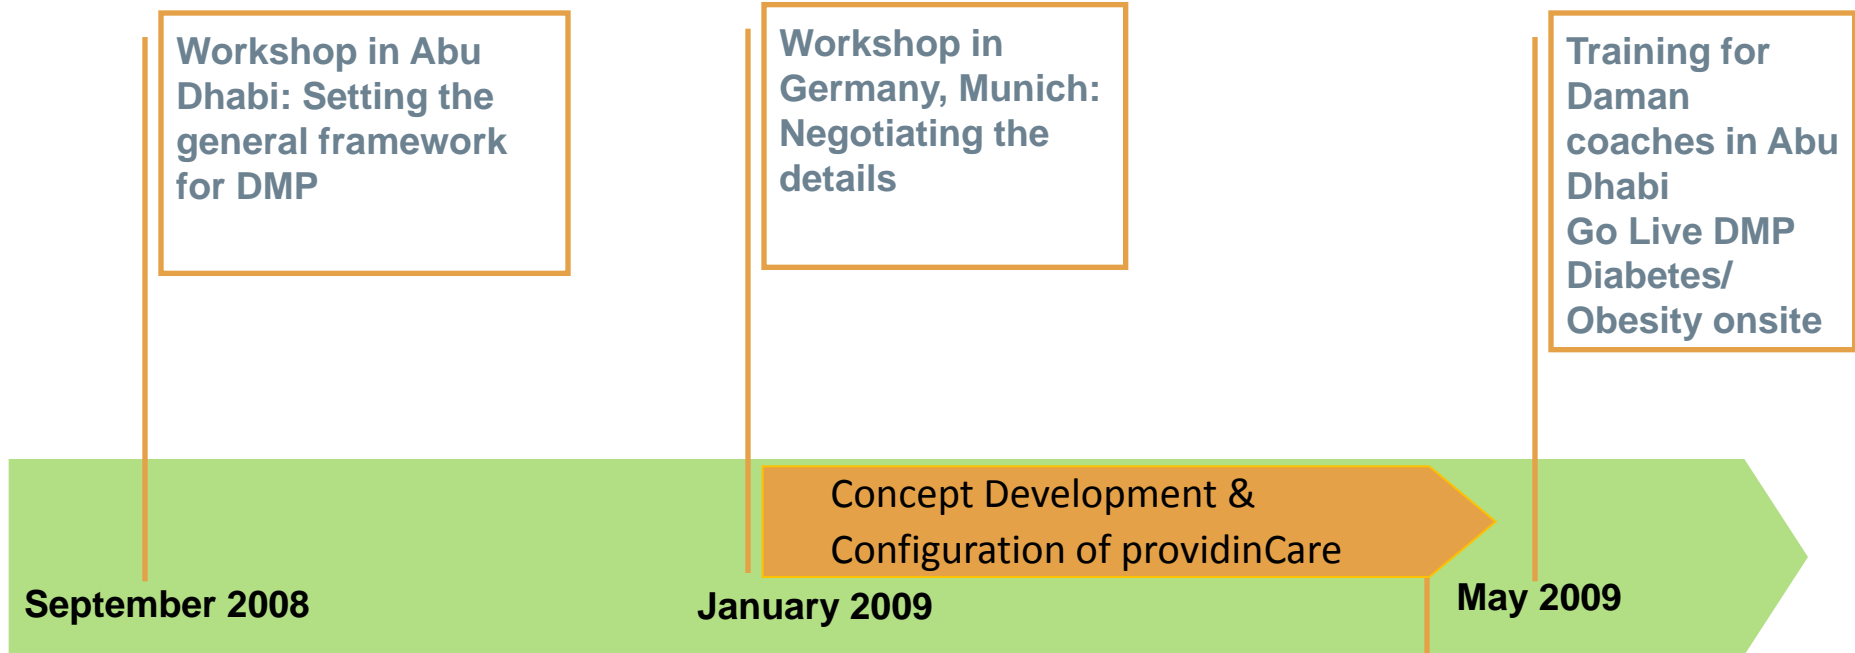 Workshop in Abu
Dhabi: Setting the
general framework
for DMP
Workshop in
Germany, Munich:
Negotiating the
details
Training for
Daman
coaches in Abu
Dhabi
Go Live DMP
Diabetes/
Obesity onsite
Concept Development &
Configuration of providinCare
September 2008
January 2009
May 2009